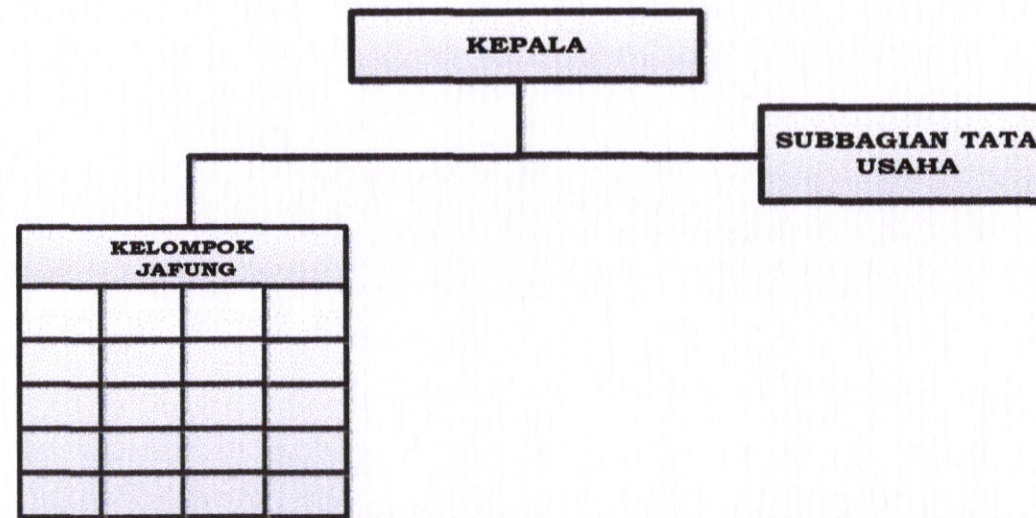 KEPALA
SUBBAGIAN TATA
USAHA
KELOMPOK
JAFUNG